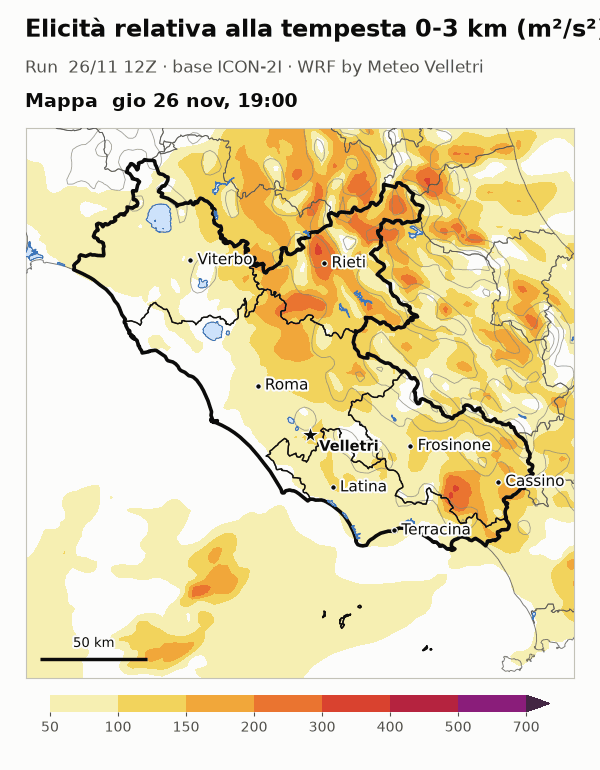 Elicità relativa alla tempesta 0-3 km (m²/s²)
Run 26/11 12Z · base ICON-2I · WRF by Meteo Velletri
Mappa gio 26 nov, 19:00
Viterbo
Rieti
Roma
Velletri
Frosinone
Cassino
Latina
Terracina
50 km
50 100 150 200 300 400 500 700